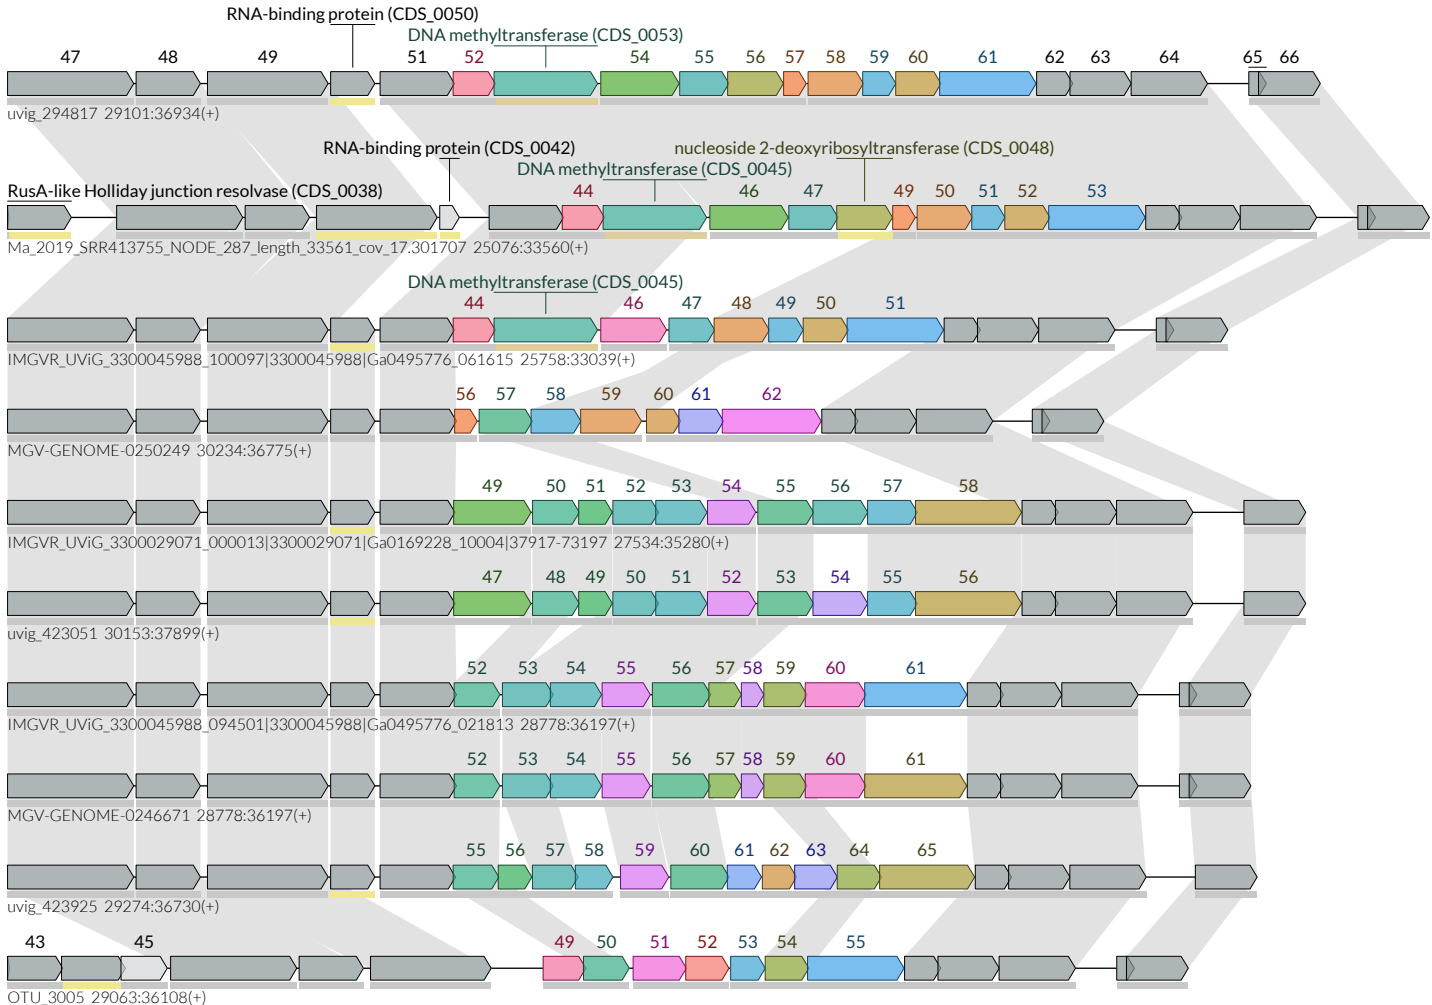 RNA-binding protein (CDS_0050)
DNA methyltransferase (CDS_0053)
47 48 49 51 52 54 55 56 57 58 59 60 61 62 63 64 65 66
uvig_294817 29101:36934(+)
RNA-binding protein (CDS_0042) nucleoside 2-deoxyribosyltransferase (CDS_0048)
DNA methyltransferase (CDS_0045)
RusA-like Holliday junction resolvase (CDS_0038) 44 46 47 49 50 51 52 53
Ma_2019_SRR413755_NODE_287_length_33561_cov_17.301707 25076:33560(+)
DNA methyltransferase (CDS_0045)
44 46 47 48 49 50 51
IMGVR_UViG_3300045988_100097|3300045988|Ga0495776_061615 25758:33039(+)
56 57 58 59 60 61 62
MGV-GENOME-0250249 30234:36775(+)
49 50 51 52 53 54 55 56 57 58
IMGVR_UViG_3300029071_000013|3300029071|Ga0169228_10004|37917-73197 27534:35280(+)
47 48 49 50 51 52 53 54 55 56
uvig_423051 30153:37899(+)
52 53 54 55 56 57 58 59 60 61
IMGVR_UViG_3300045988_094501|3300045988|Ga0495776_021813 28778:36197(+)
52 53 54 55 56 57 58 59 60 61
MGV-GENOME-0246671 28778:36197(+)
55 56 57 58 59 60 61 62 63 64 65
uvig_423925 29274:36730(+)
43 45 49 50 51 52 53 54 55
OTU_3005 29063:36108(+)